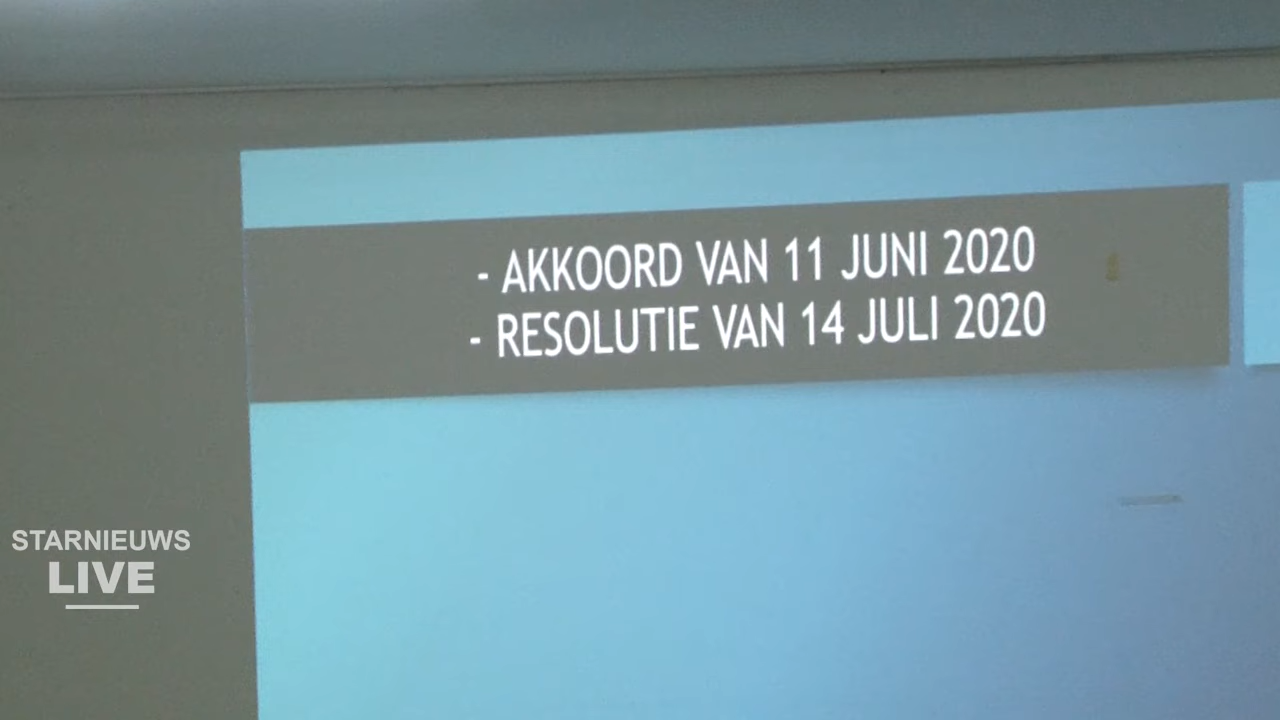 - AKKOORD VAN 11 JUNI 2020
- RESOLUTIE VAN 14 JULI 2020
STARNIEUWS
LIVE